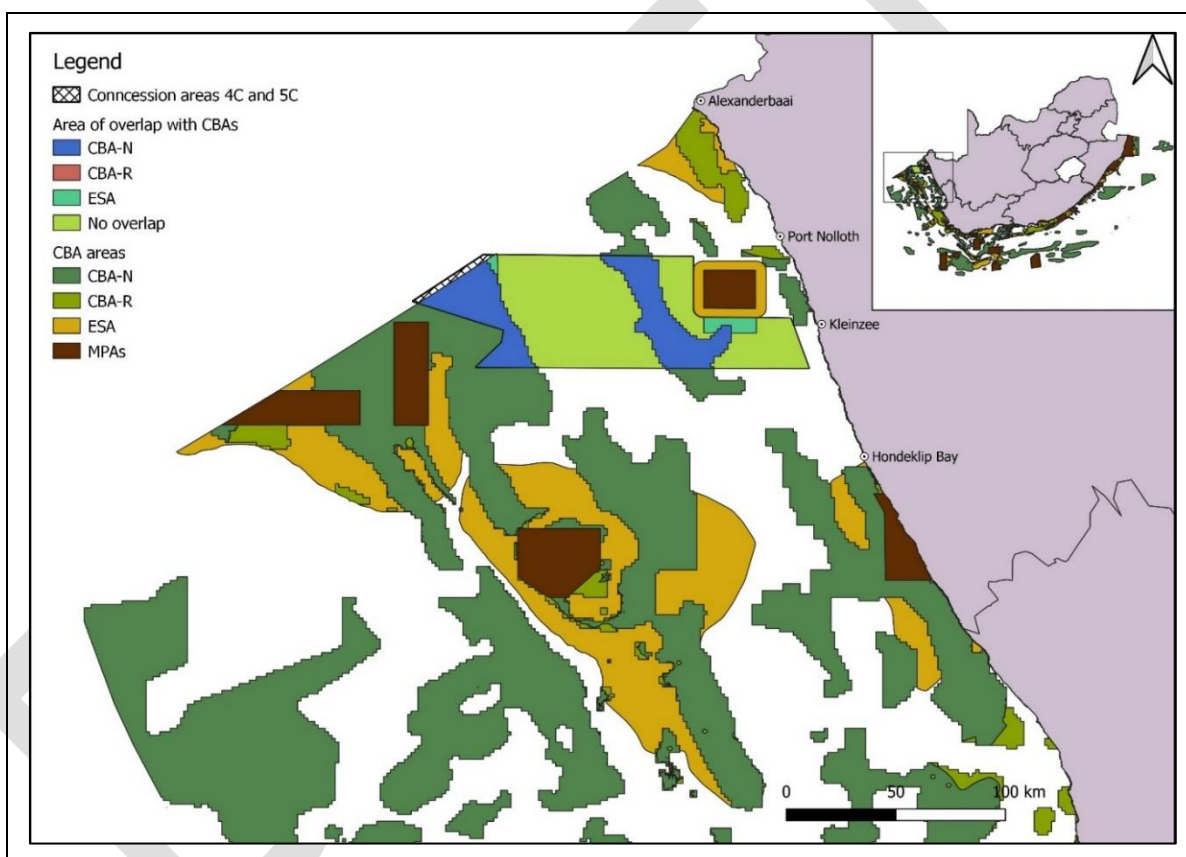 Legend
Conncession areas 4C and 5C
Area of overlap with CBAs
CBA-N
CBA-R
ESA
No overlap
CBA areas
CBA-N
CBA-R
ESA
MPAs
Alexanderbaai
Port Nolloth
Kleinzee
Hondeklip Bay
0 50 100 km